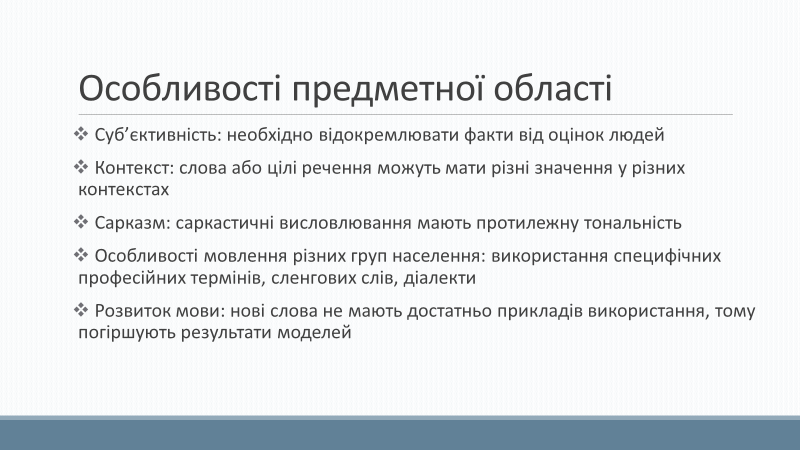 Особливості предметної області
❖ Суб’єктивність: необхідно відокремлювати факти від оцінок людей
❖ Контекст: слова або цілі речення можуть мати різні значення у різних
контекстах
❖ Сарказм: саркастичні висловлювання мають протилежну тональність
❖ Особливості мовлення різних груп населення: використання специфічних
професійних термінів, сленгових слів, діалекти
❖ Розвиток мови: нові слова не мають достатньо прикладів використання, тому
погіршують результати моделей